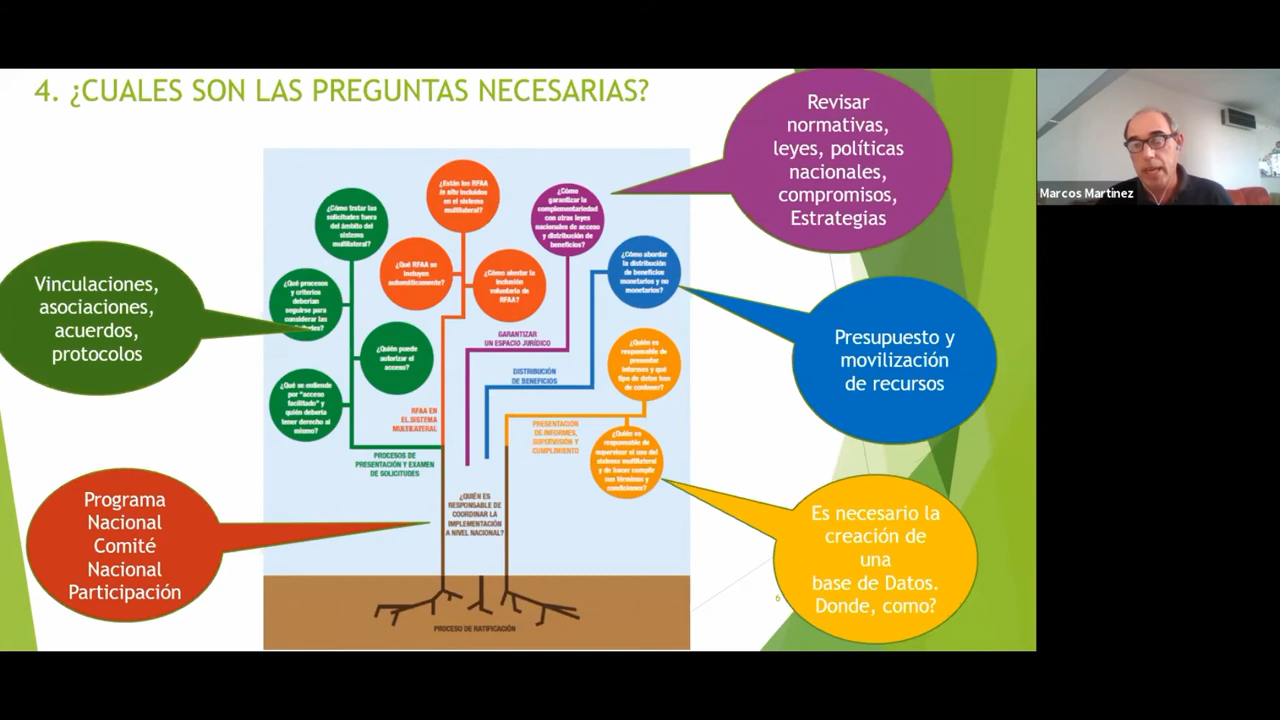 4. ¿CUALES SON LAS PREGUNTAS NECESARIAS?
Revisar
normativas,
leyes, políticas
nacionales,
compromisos,
Estrategias
Marcos Martínez
¿Están los RFAA
in situ incluidos
en el sistema
multilateral?
¿Cómo tratar las
solicitudes fuera
del ámbito del
sistema
multilateral?
¿Cómo
garantizar la
complementariedad
con otras leyes
nacionales de acceso
y distribución de
beneficios?
¿Qué RFAA se
incluyen
automáticamente?
¿Cómo alentar la
inclusión
voluntaria de
RFAA?
¿Cómo abordar
la distribución
de beneficios
monetarios y no
monetarios?
Vinculaciones,
asociaciones,
acuerdos,
protocolos
¿Qué procesos
y criterios
deberían
seguirse para
considerar las
¿Quién puede
autorizar el
acceso?
GARANTIZAR
UN ESPACIO JURÍDICO
¿Quién es
responsable de
presentar
informes y qué
tipo de datos han de
contener?
Presupuesto y
movilización
de recursos
DISTRIBUCIÓN
DE BENEFICIOS
¿Qué se entiende
por "acceso
facilitado" y
quién debería
tener derecho al
mismo?
RFAA EN
EL SISTEMA
MULTILATERAL
PRESENTACIÓN
DE INFORMES,
SUPERVISIÓN Y
CUMPLIMIENTO
¿Quién es
responsable de
supervisar el uso del
sistema multilateral
y de hacer cumplir
sus términos y
condiciones?
PROCESOS DE
PRESENTACIÓN Y EXAMEN
DE SOLICITUDES
Programa
Nacional
Comité
Nacional
Participación
¿QUIÉN ES
RESPONSABLE DE
COORDINAR LA
IMPLEMENTACIÓN
A NIVEL NACIONAL?
Es necesario la
creación de
una
base de Datos.
Donde, como?
6
PROCESO DE RATIFICACIÓN